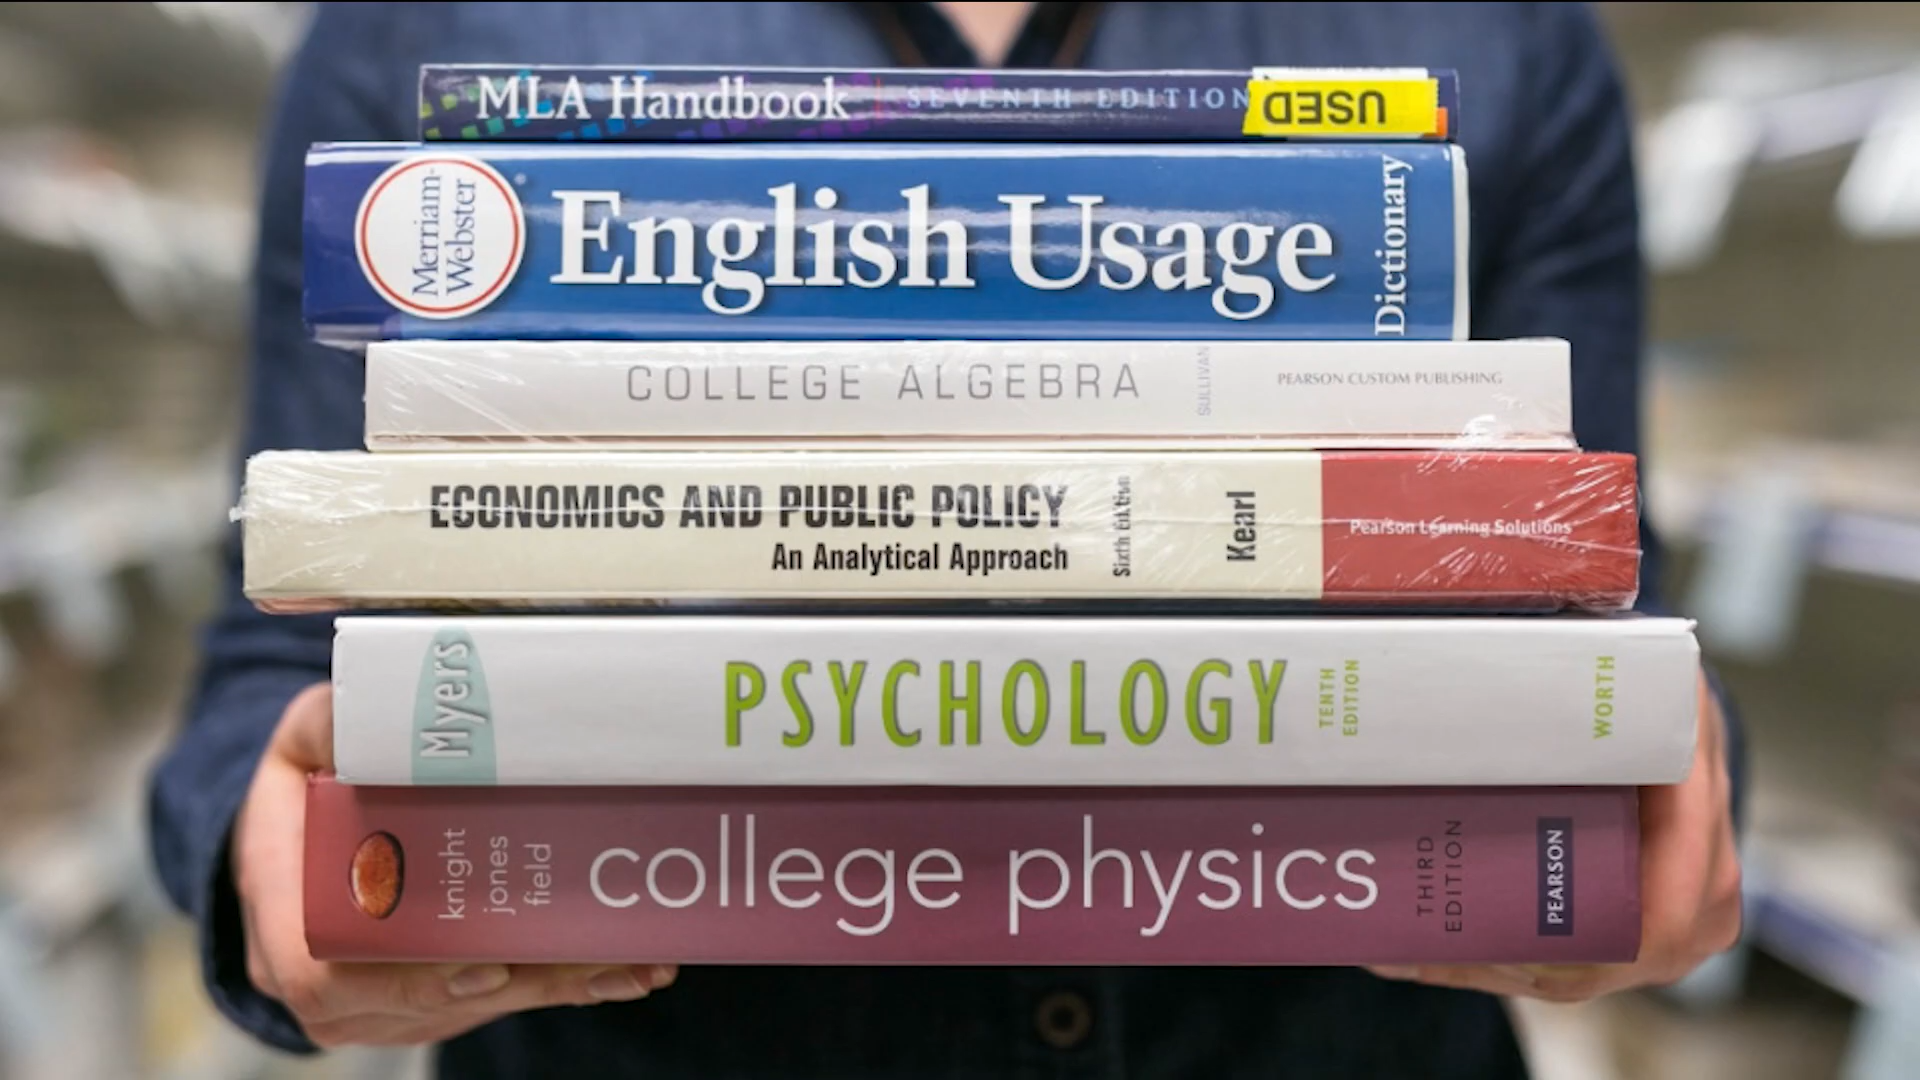 MLA Handbook SEVENTH EDITION USED
Merriam-
Webster
English Usage
Dictionary
COLLEGE ALGEBRA SULLIVAN PEARSON CUSTOM PUBLISHING
ECONOMICS AND PUBLIC POLICY
An Analytical Approach
Sixth Edition
Kearl
Pearson Learning Solutions
Myers
PSYCHOLOGY
TENTH
EDITION
WORTH
knight
jones
field
college physics
THIRD
EDITION
PEARSON